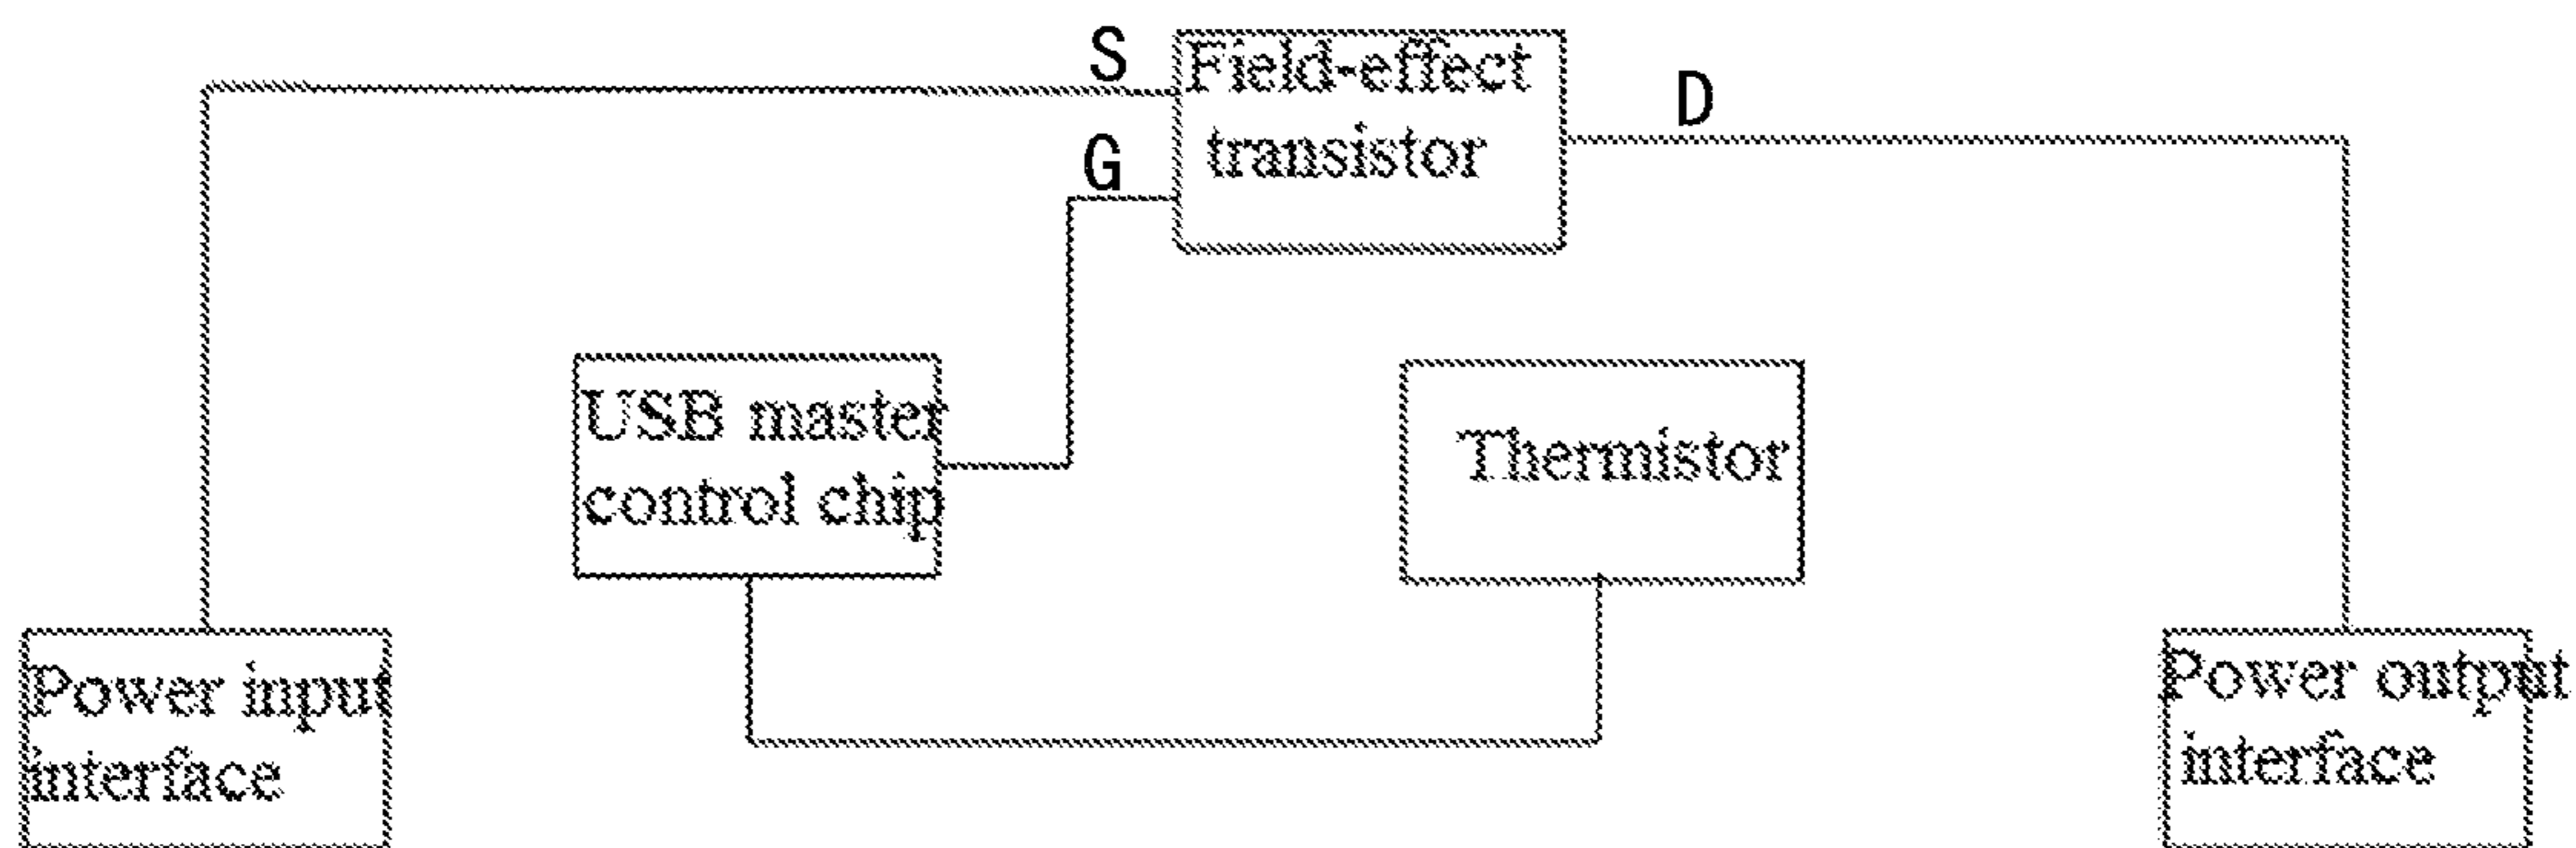 S
Field-effect
transistor
D
G
USB master
control chip
Thermistor
Power input
interface
Power output
interface